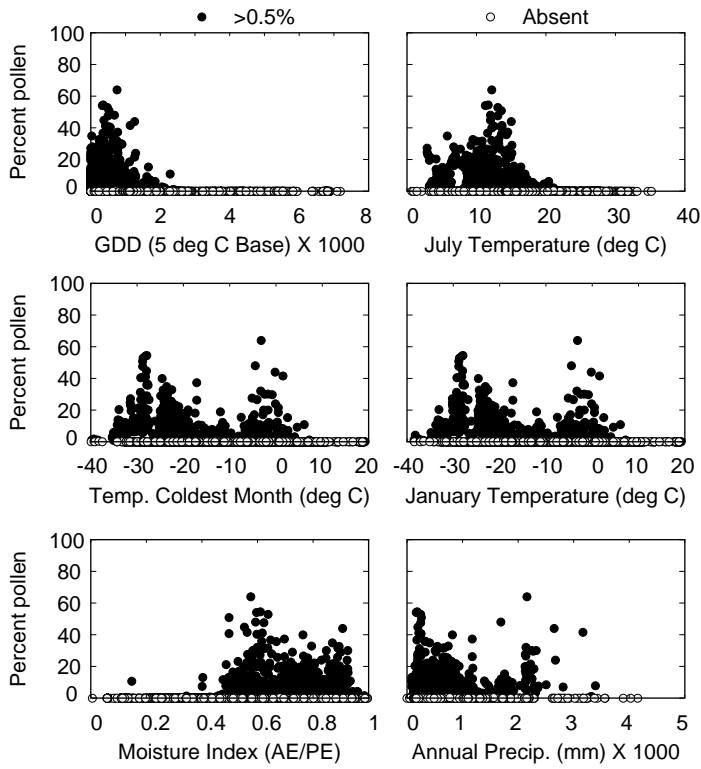 >0.5% Absent
100 80 60 40 20 0
Percent pollen
0 2 4 6 8
GDD (5 deg C Base) X 1000
0 10 20 30 40
July Temperature (deg C)
100 80 60 40 20 0
Percent pollen
-40 -30 -20 -10 0 10 20
Temp. Coldest Month (deg C)
-40 -30 -20 -10 0 10 20
January Temperature (deg C)
100 80 60 40 20 0
Percent pollen
0 0.2 0.4 0.6 0.8 1
Moisture Index (AE/PE)
0 1 2 3 4 5
Annual Precip. (mm) X 1000